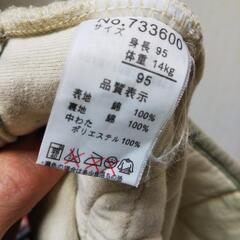 No.733600
サイズ
身長 95
体重 14kg
95
品質表示
表地 綿 100%
裏地 綿 100%
中わた
ポリエステル 100%